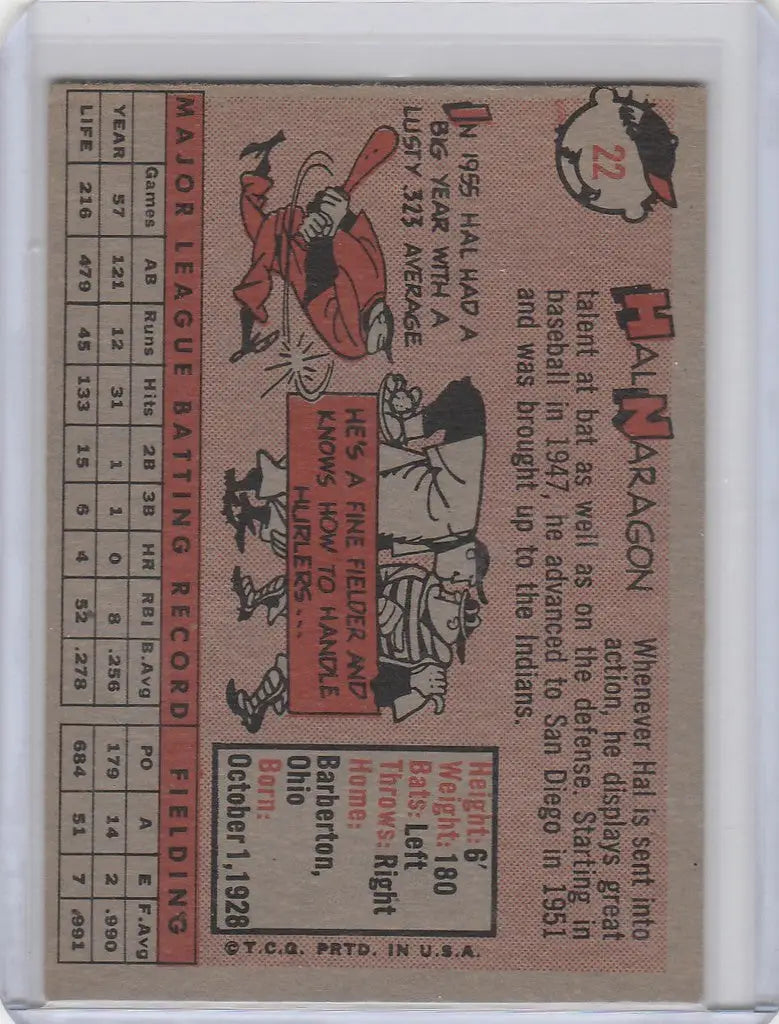 22
HAL NARAGON Whenever Hal is sent into
action, he displays great
talent at bat as well as on the defense. Starting in
baseball in 1947, he advanced to San Diego in 1951
and was brought up to the Indians.
IN 1955 HAL HAD A
BIG YEAR WITH A
LUSTY .323 AVERAGE
HE'S A FINE FIELDER AND
KNOWS HOW TO HANDLE
HURLERS...
Height: 6'
Weight: 180
Bats: Left
Throws: Right
Home:
Barberton,
Ohio
Born:
October 1, 1928
©T.C.G. PRTD. IN U.S.A.
MAJOR LEAGUE BATTING RECORD FIELDING
Games AB Runs Hits 2B 3B HR RBI B.Avg PO A E F.Avg
YEAR 57 121 12 31 1 1 0 8 .256 179 14 2 .990
LIFE 216 479 45 133 15 6 4 52 .278 684 51 7 .991